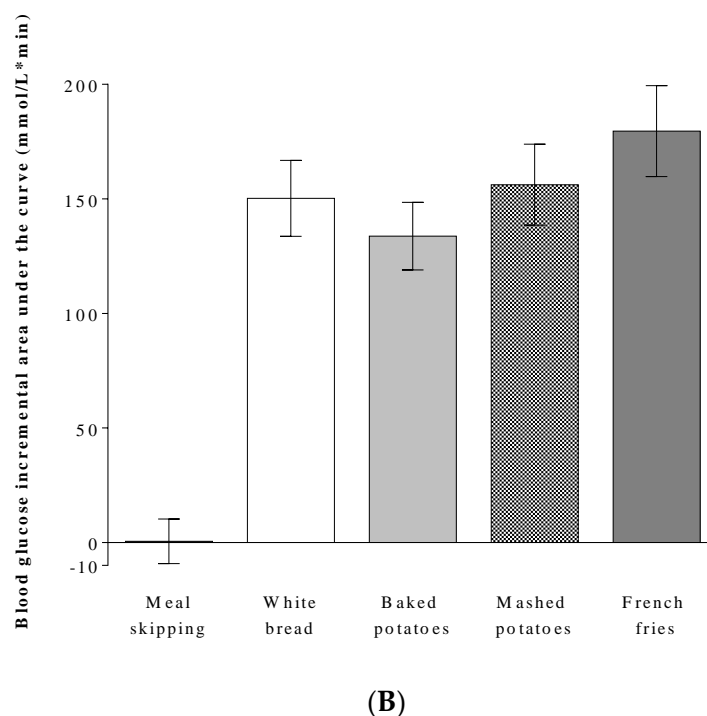 Blood glucose incremental area under the curve (mmol/L*min)
200
150
100
50
0
-10
Meal
skipping
White
bread
Baked
potatoes
Mashed
potatoes
French
fries
(B)